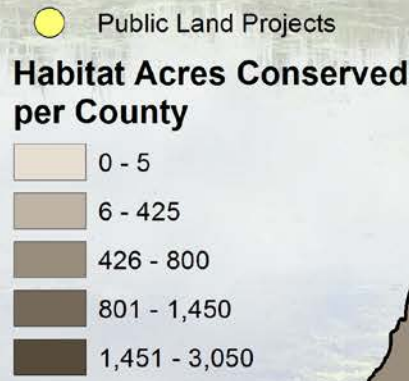 Public Land Projects
Habitat Acres Conserved
per County
0 - 5
6 - 425
426 - 800
801 - 1,450
1,451 - 3,050